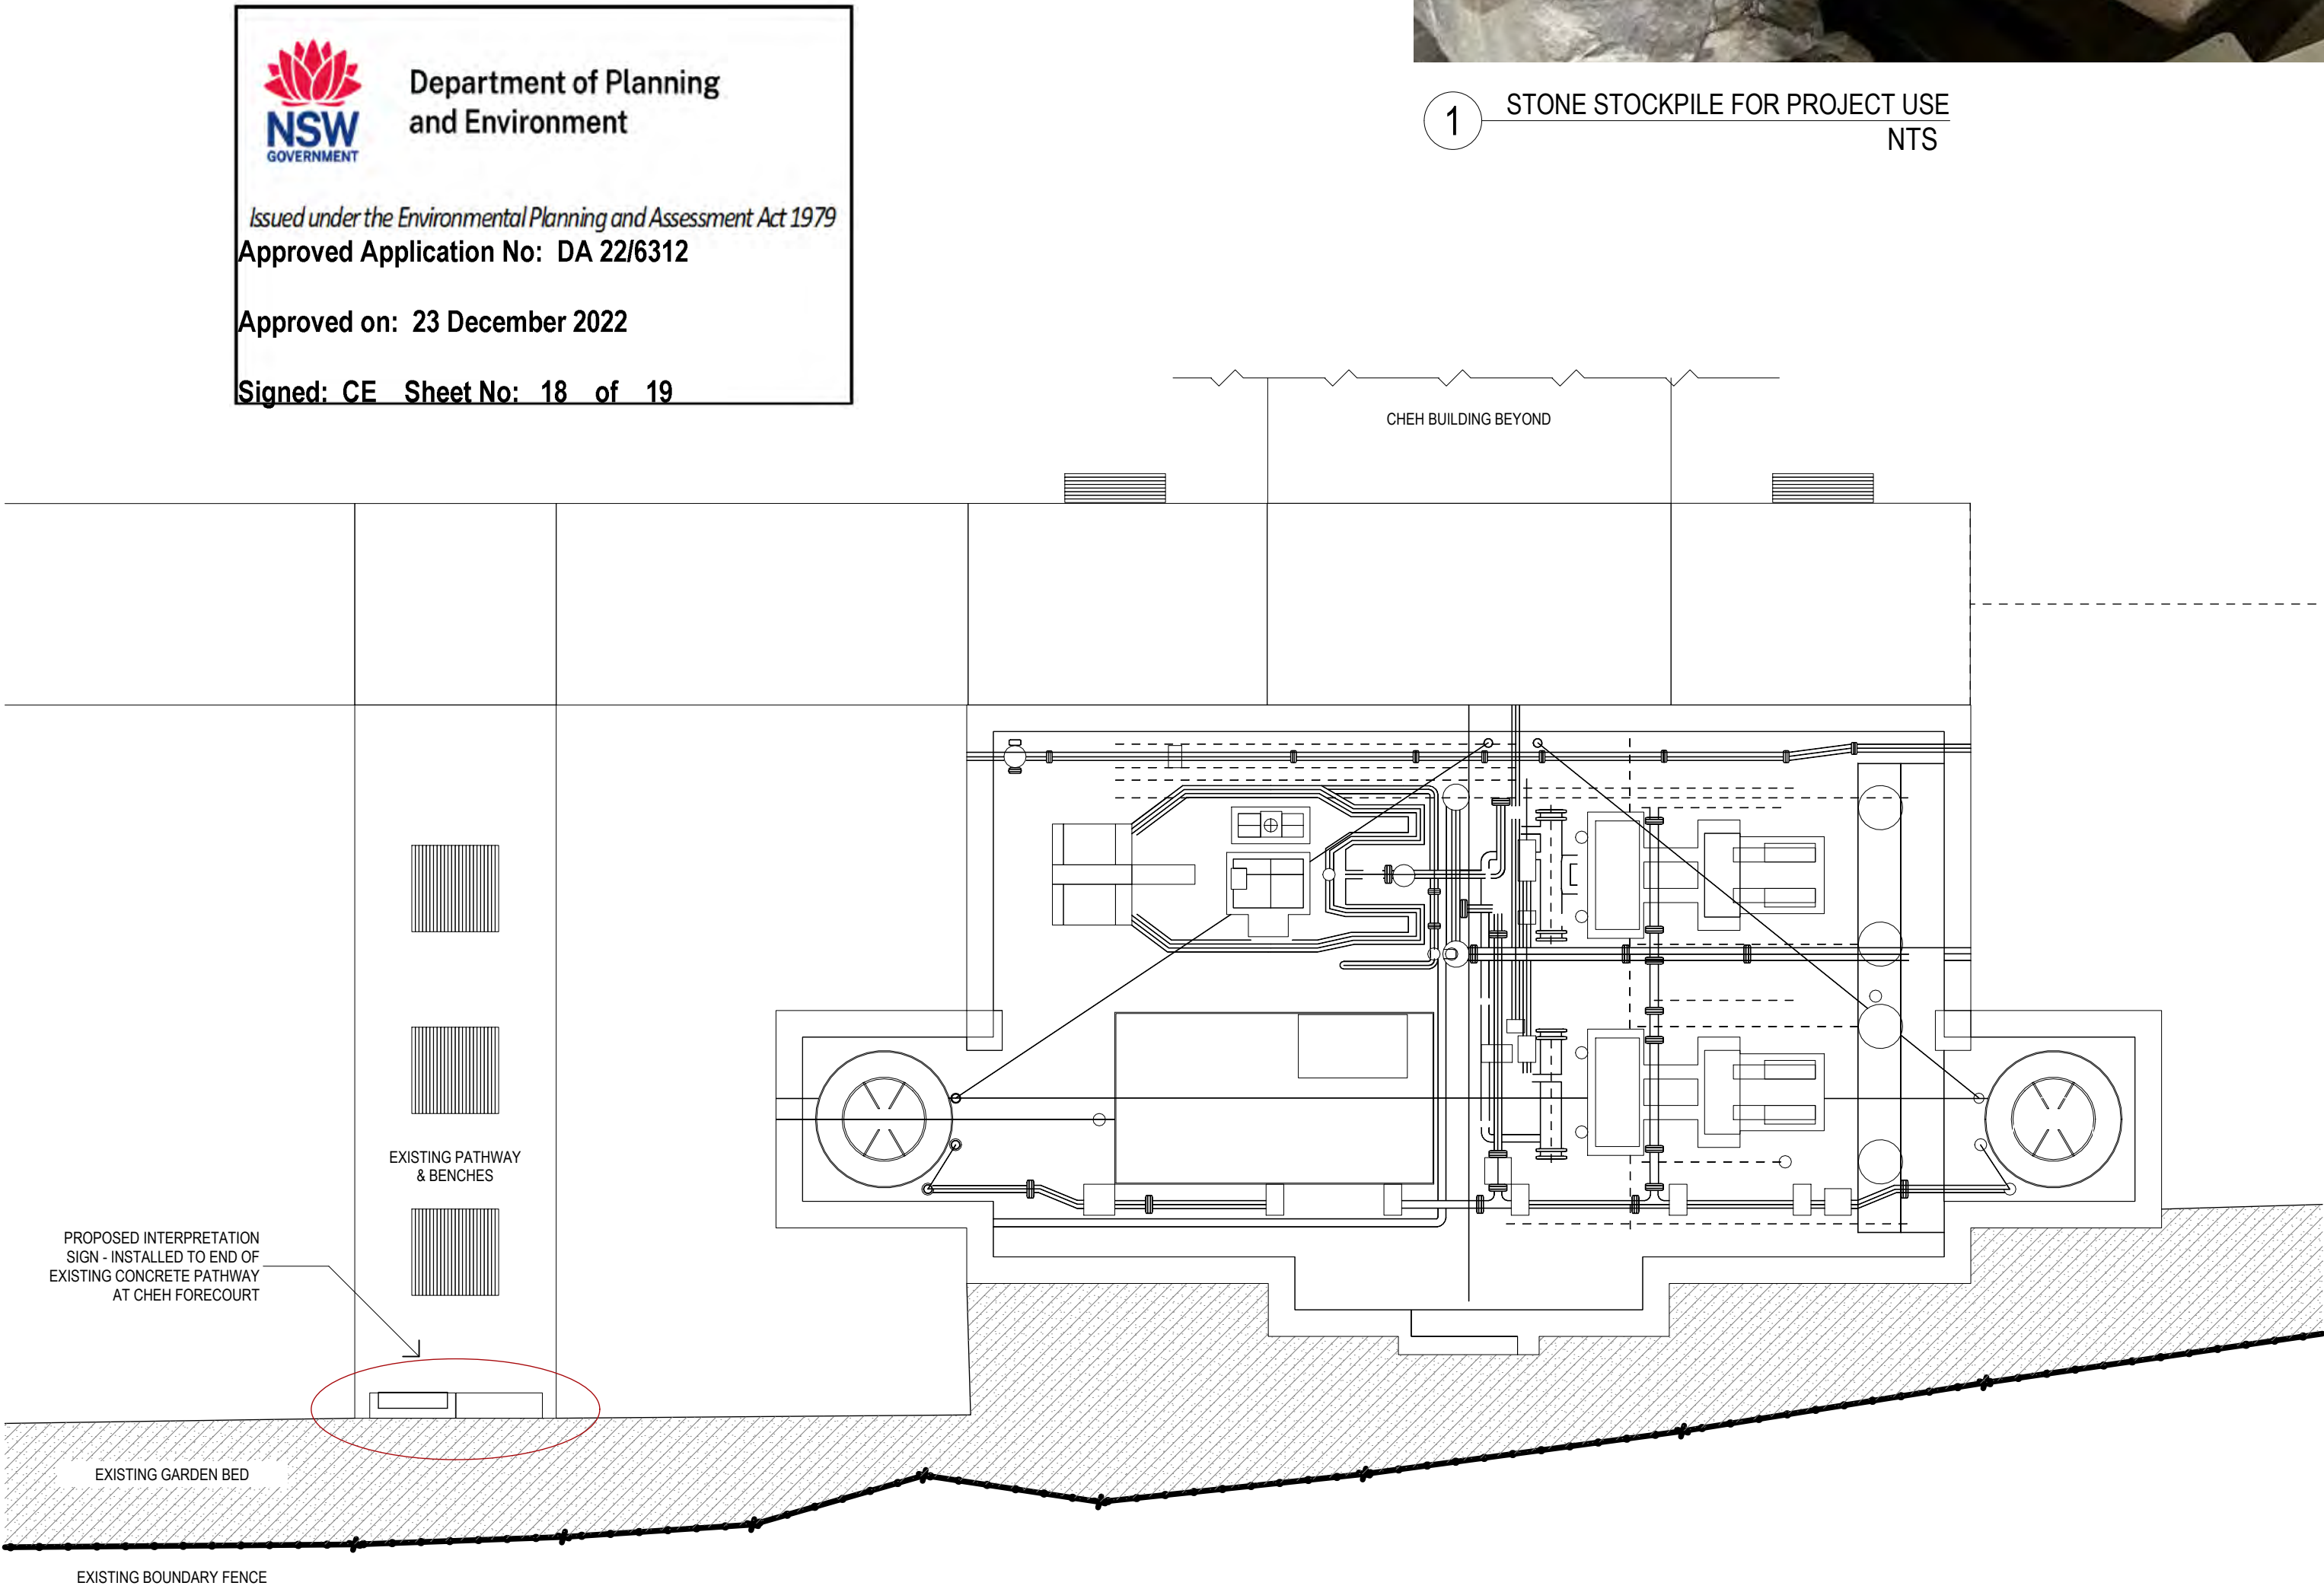 Department of Planning
and Environment
NSW
GOVERNMENT
Issued under the Environmental Planning and Assessment Act 1979
Approved Application No: DA 22/6312
Approved on: 23 December 2022
Signed: CE Sheet No: 18 of 19
1
STONE STOCKPILE FOR PROJECT USE
NTS
CHEH BUILDING BEYOND
EXISTING PATHWAY
& BENCHES
PROPOSED INTERPRETATION
SIGN - INSTALLED TO END OF
EXISTING CONCRETE PATHWAY
AT CHEH FORECOURT
EXISTING GARDEN BED
EXISTING BOUNDARY FENCE